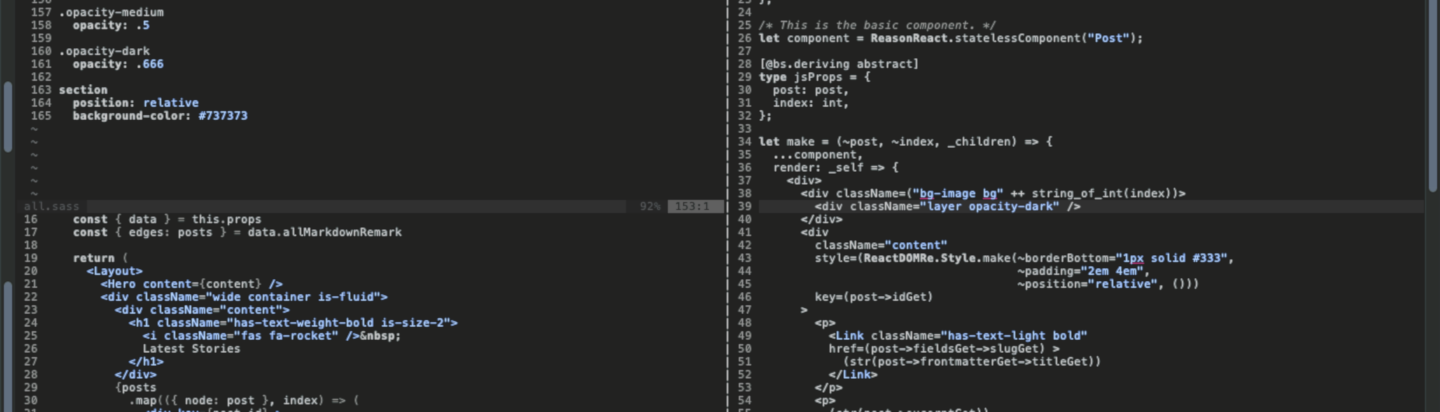 157 .opacity-medium
158   opacity: .5
159
160 .opacity-dark
161   opacity: .666
162
163 section
164   position: relative
165   background-color: #737373
~
~
~
~
~
~
all.sass 92% 153:1
16     const { data } = this.props
17     const { edges: posts } = data.allMarkdownRemark
18
19     return (
20       <Layout>
21         <Hero content={content} />
22         <div className="wide container is-fluid">
23           <div className="content">
24             <h1 className="has-text-weight-bold is-size-2">
25               <i className="fas fa-rocket" />&nbsp;
26               Latest Stories
27             </h1>
28           </div>
29           {posts
30             .map(({ node: post }, index) => (
24
25 /* This is the basic component. */
26 let component = ReasonReact.statelessComponent("Post");
27
28 [@bs.deriving abstract]
29 type jsProps = {
30   post: post,
31   index: int,
32 };
33
34 let make = (~post, ~index, _children) => {
35   ...component,
36   render: _self => {
37     <div>
38       <div className=("bg-image bg" ++ string_of_int(index))>
39         <div className="layer opacity-dark" />
40       </div>
41       <div
42         className="content"
43         style=(ReactDOMRe.Style.make(~borderBottom="1px solid #333",
44                                      ~padding="2em 4em",
45                                      ~position="relative", ()))
46         key=(post->idGet)
47       >
48         <p>
49           <Link className="has-text-light bold"
50           href=(post->fieldsGet->slugGet) >
51             (str(post->frontmatterGet->titleGet))
52           </Link>
53         </p>
54         <p>